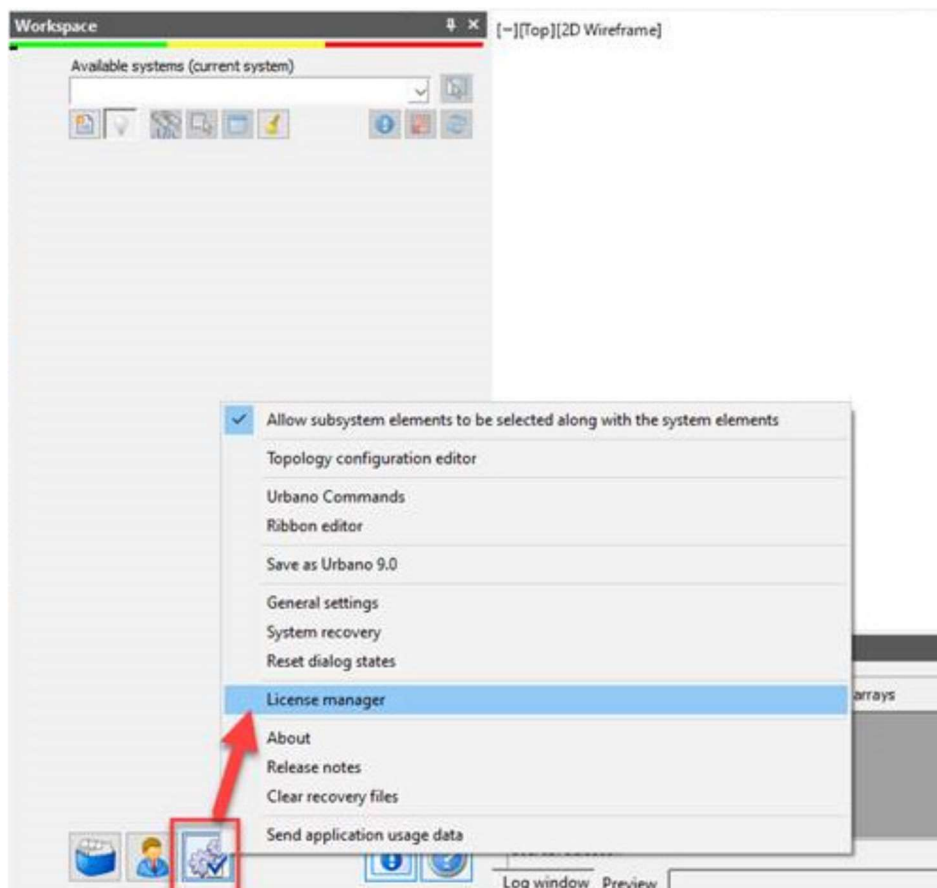 Workspace
[−][Top][2D Wireframe]
Available systems (current system)
Allow subsystem elements to be selected along with the system elements
Topology configuration editor
Urbano Commands
Ribbon editor
Save as Urbano 9.0
General settings
System recovery
Reset dialog states
License manager
arrays
About
Release notes
Clear recovery files
Send application usage data
Log window Preview